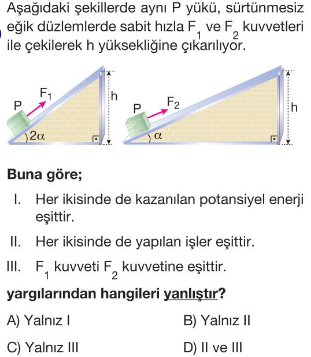 Aşağıdaki şekillerde aynı P yükü, sürtünmesiz
eğik düzlemlerde sabit hızla F₁ ve F₂ kuvvetleri
ile çekilerek h yüksekliğine çıkarılıyor.
P F₁ 2α h
P F₂ α h
Buna göre;
I. Her ikisinde de kazanılan potansiyel enerji
eşittir.
II. Her ikisinde de yapılan işler eşittir.
III. F₁ kuvveti F₂ kuvvetine eşittir.
yargılarından hangileri yanlıştır?
A) Yalnız I B) Yalnız II
C) Yalnız III D) II ve III